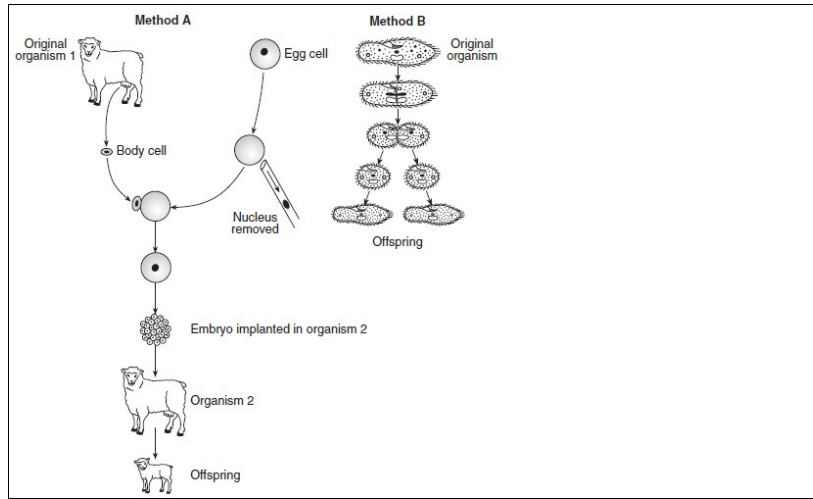 Method A
Original
organism 1
Egg cell
Body cell
Nucleus
removed
Embryo implanted in organism 2
Organism 2
Offspring
Method B
Original
organism
Offspring